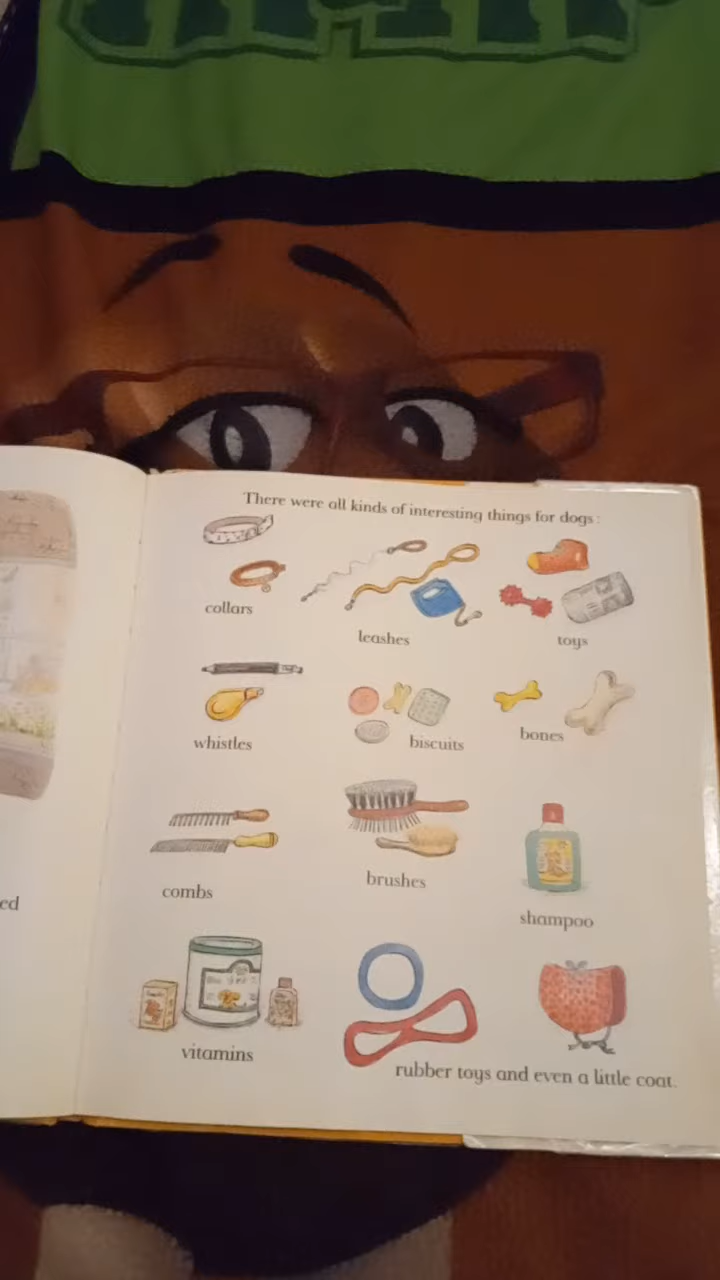 There were all kinds of interesting things for dogs:
collars
leashes
toys
whistles
biscuits
bones
combs
brushes
shampoo
ed
vitamins
rubber toys and even a little coat.